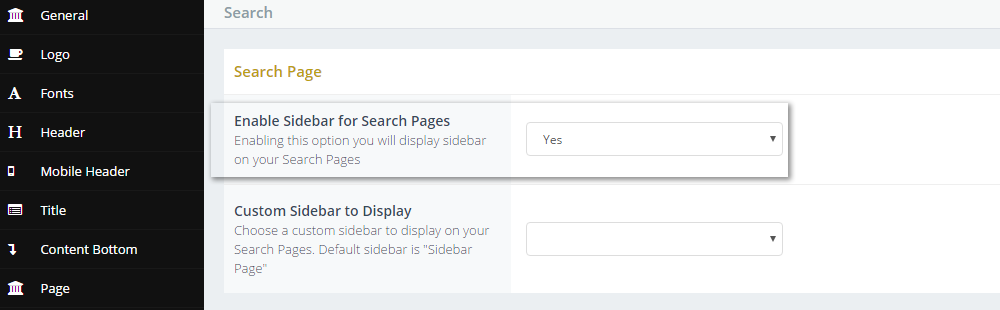 General
Logo
Fonts
Header
Mobile Header
Title
Content Bottom
Page
Search
Search Page
Enable Sidebar for Search Pages
Enabling this option you will display sidebar
on your Search Pages
Yes
Custom Sidebar to Display
Choose a custom sidebar to display on your
Search Pages. Default sidebar is "Sidebar
Page"